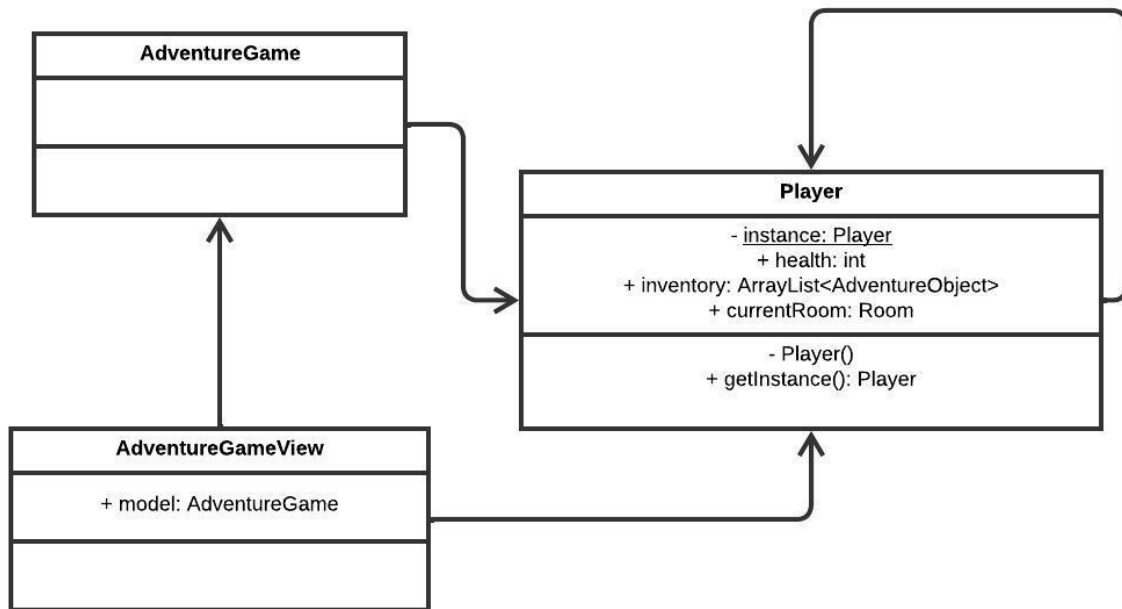 AdventureGame
Player
- instance: Player
+ health: int
+ inventory: ArrayList<AdventureObject>
+ currentRoom: Room
- Player()
+ getInstance(): Player
AdventureGameView
+ model: AdventureGame